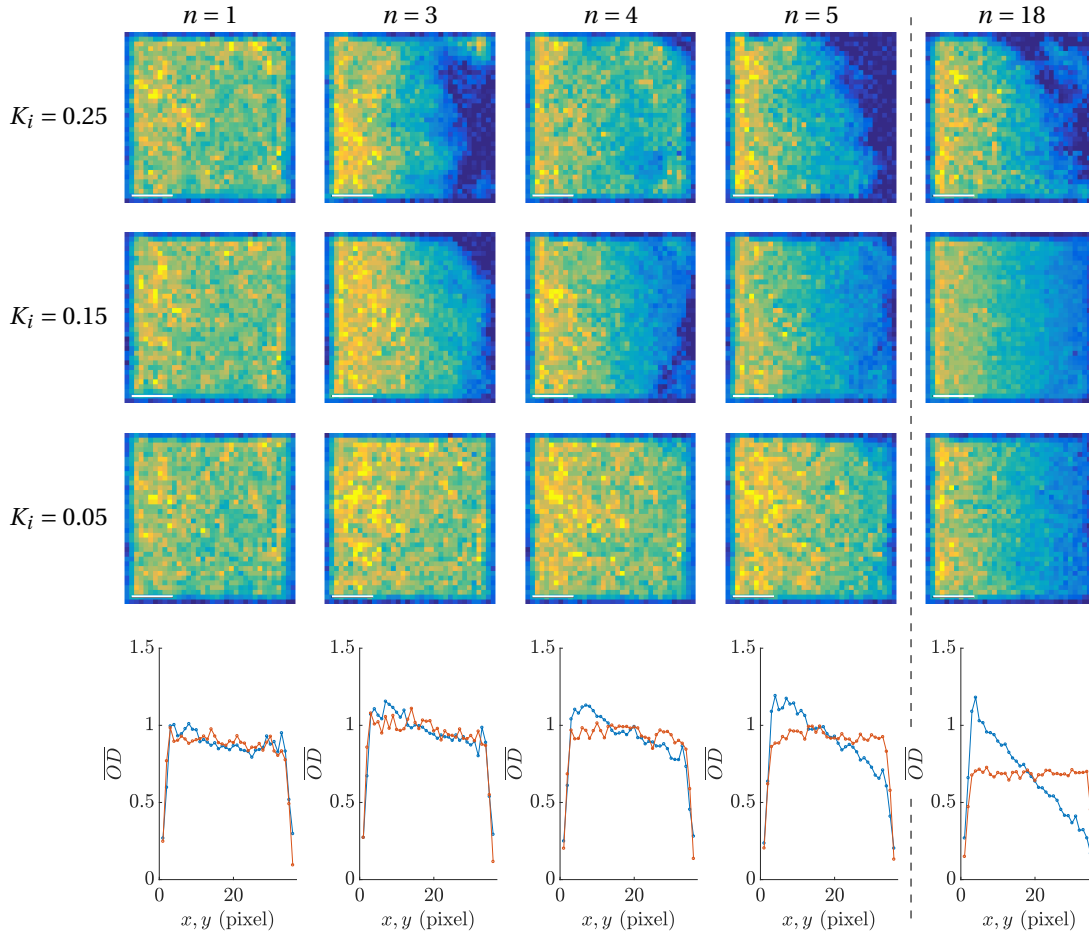 n = 1 n = 3 n = 4 n = 5 n = 18
K_i = 0.25
K_i = 0.15
K_i = 0.05
1.5 1.5 1.5 1.5 1.5
1 1 1 1 1
OD OD OD OD OD
0.5 0.5 0.5 0.5 0.5
0 0 0 0 0
0 20 0 20 0 20 0 20 0 20
x, y (pixel) x, y (pixel) x, y (pixel) x, y (pixel) x, y (pixel)